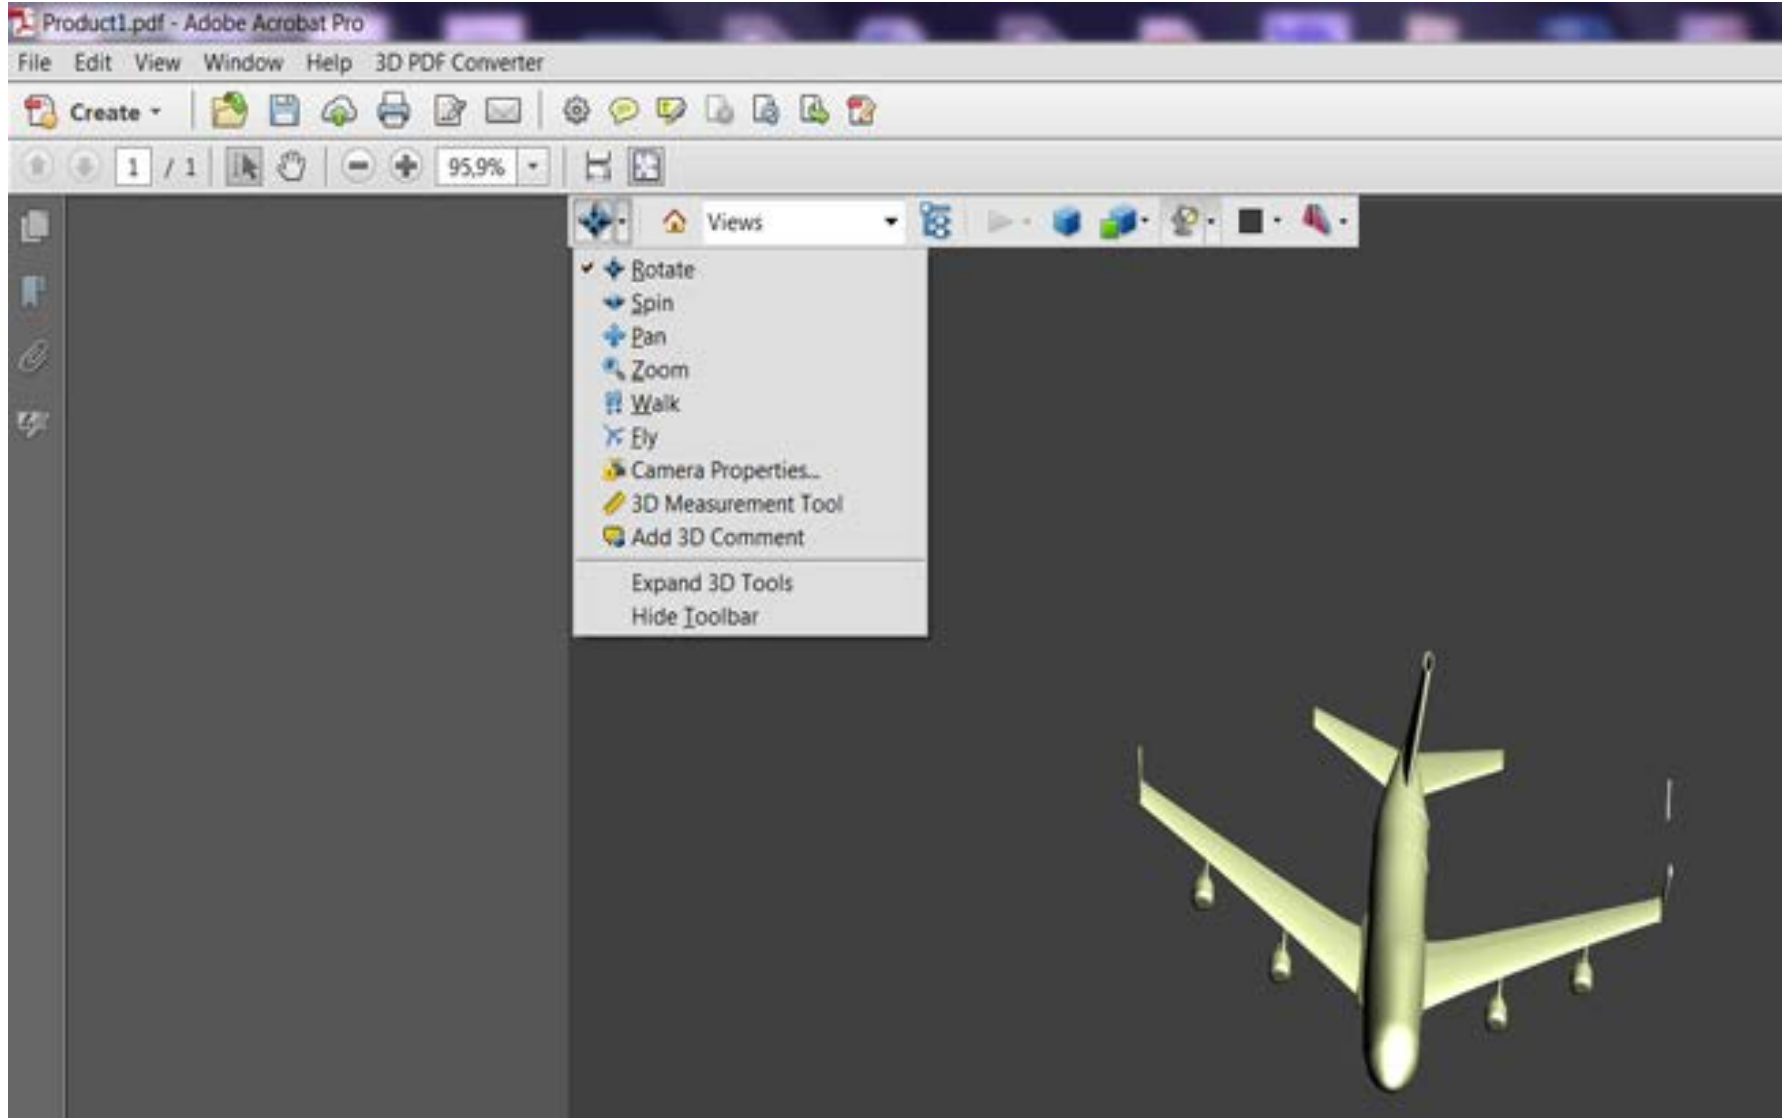 Product1.pdf - Adobe Acrobat Pro
File Edit View Window Help 3D PDF Converter
Create
1 / 1 95,9%
Views
Rotate
Spin
Pan
Zoom
Walk
Fly
Camera Properties...
3D Measurement Tool
Add 3D Comment
Expand 3D Tools
Hide Toolbar